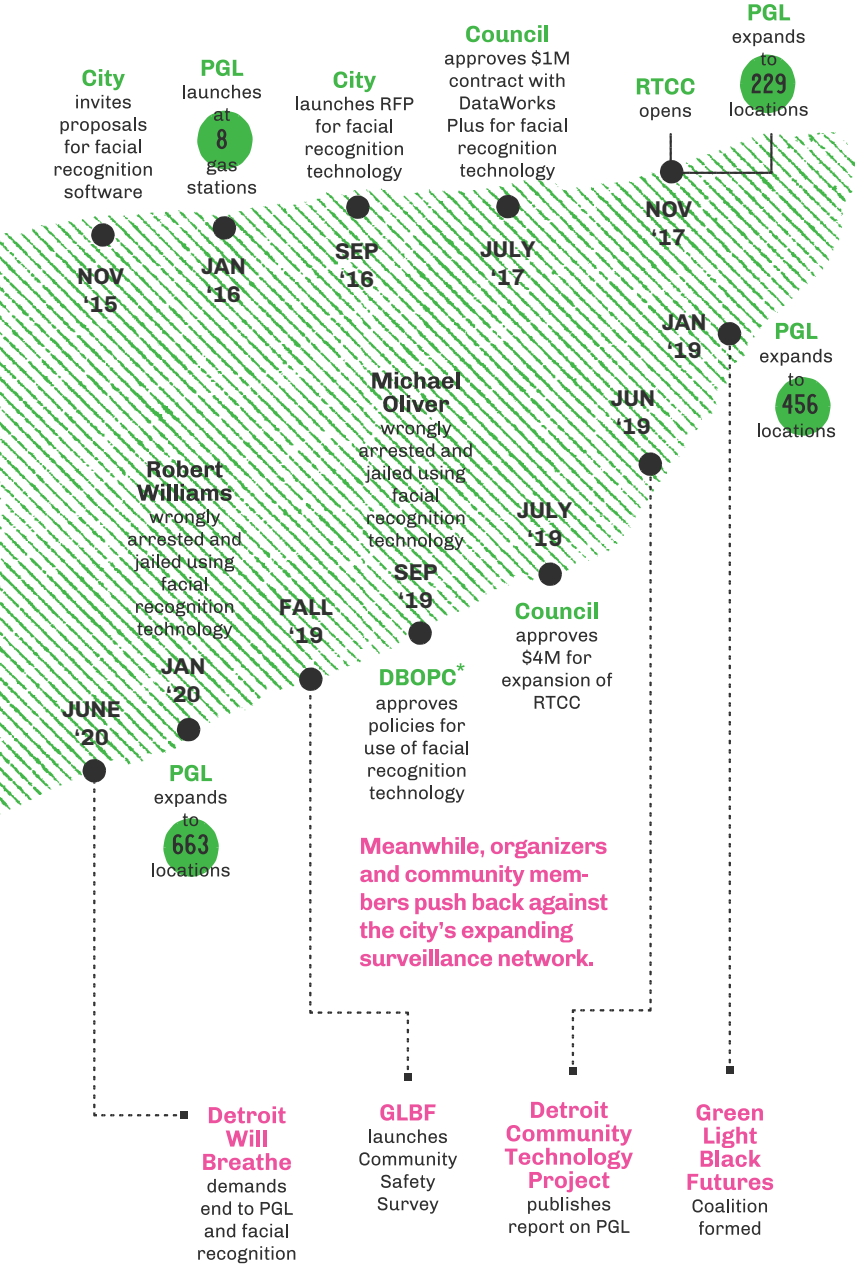 City
invites
proposals
for facial
recognition
software
NOV
‘15
PGL
launches
at
8
gas
stations
JAN
‘16
City
launches RFP
for facial
recognition
technology
SEP
‘16
Council
approves $1M
contract with
DataWorks
Plus for facial
recognition
technology
JULY
‘17
RTCC
opens
PGL
expands
to
229
locations
NOV
‘17
JAN
‘19
PGL
expands
to
456
locations
JUN
‘19
JULY
‘19
Council
approves
$4M for
expansion of
RTCC
Michael
Oliver
wrongly
arrested and
jailed using
facial
recognition
technology
SEP
‘19
DBOPC*
approves
policies for
use of facial
recognition
technology
FALL
‘19
Robert
Williams
wrongly
arrested and
jailed using
facial
recognition
technology
JAN
‘20
PGL
expands
to
663
locations
JUNE
‘20
Meanwhile, organizers
and community mem-
bers push back against
the city’s expanding
surveillance network.
Detroit
Will
Breathe
demands
end to PGL
and facial
recognition
GLBF
launches
Community
Safety
Survey
Detroit
Community
Technology
Project
publishes
report on PGL
Green
Light
Black
Futures
Coalition
formed